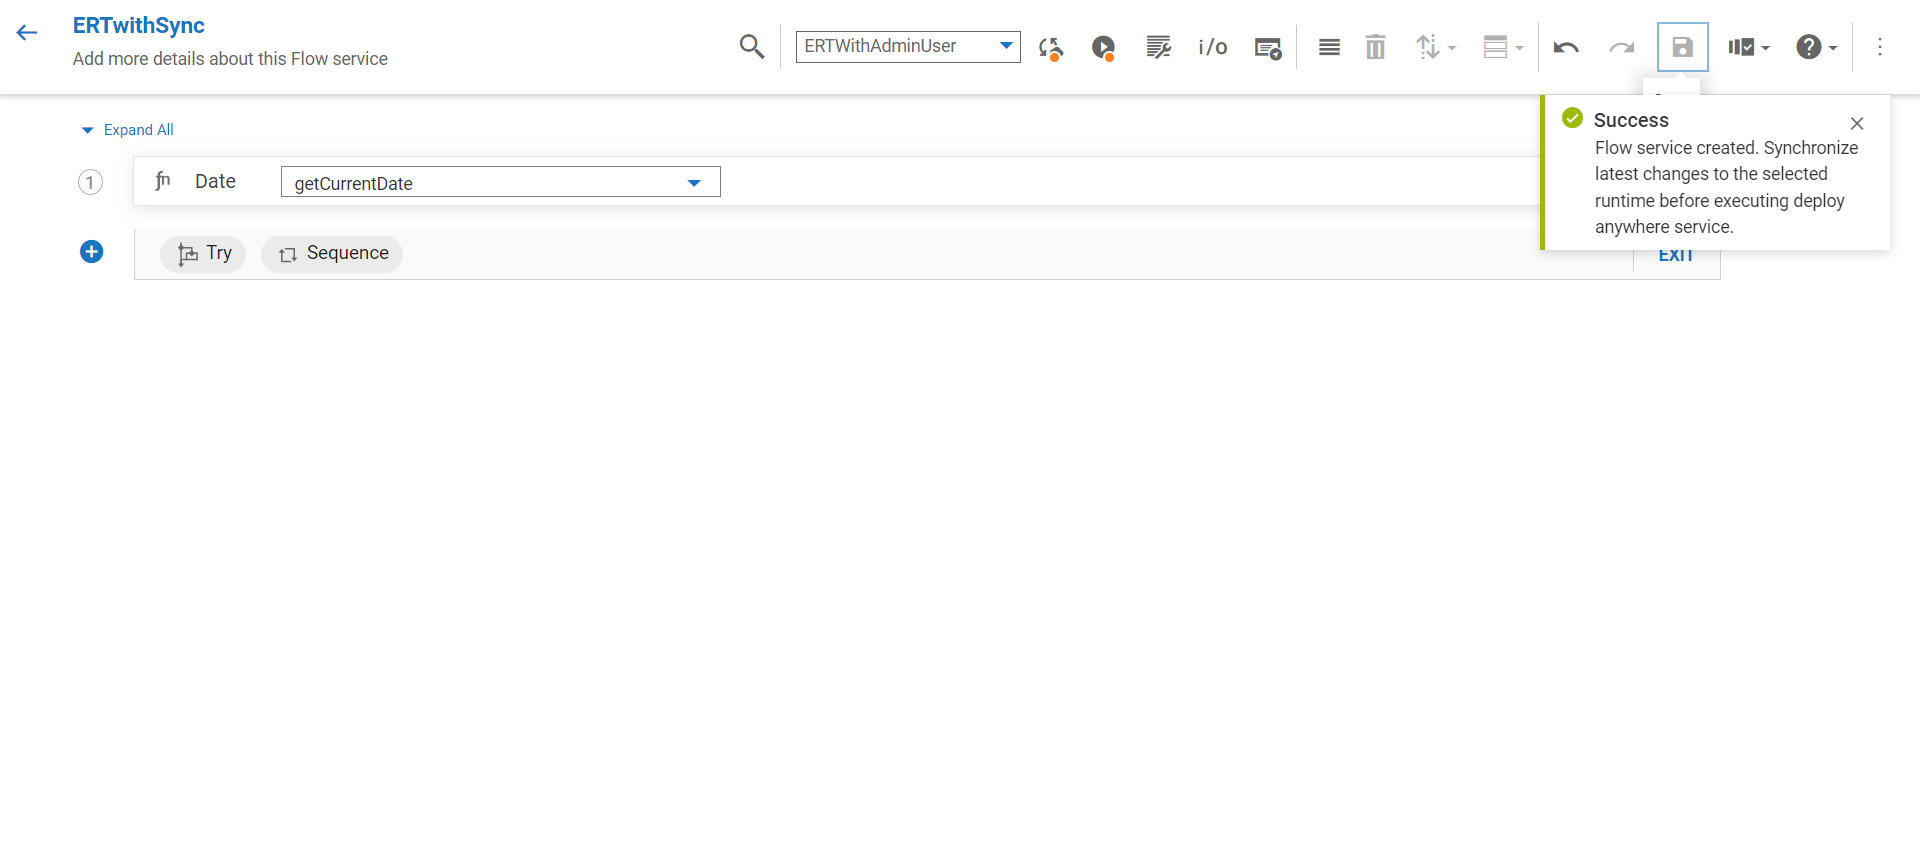 ERTwithSync
Add more details about this Flow service
ERTWithAdminUser
i/o
Expand All
1
fn Date getCurrentDate
Try Sequence
EXIT
Success
Flow service created. Synchronize
latest changes to the selected
runtime before executing deploy
anywhere service.